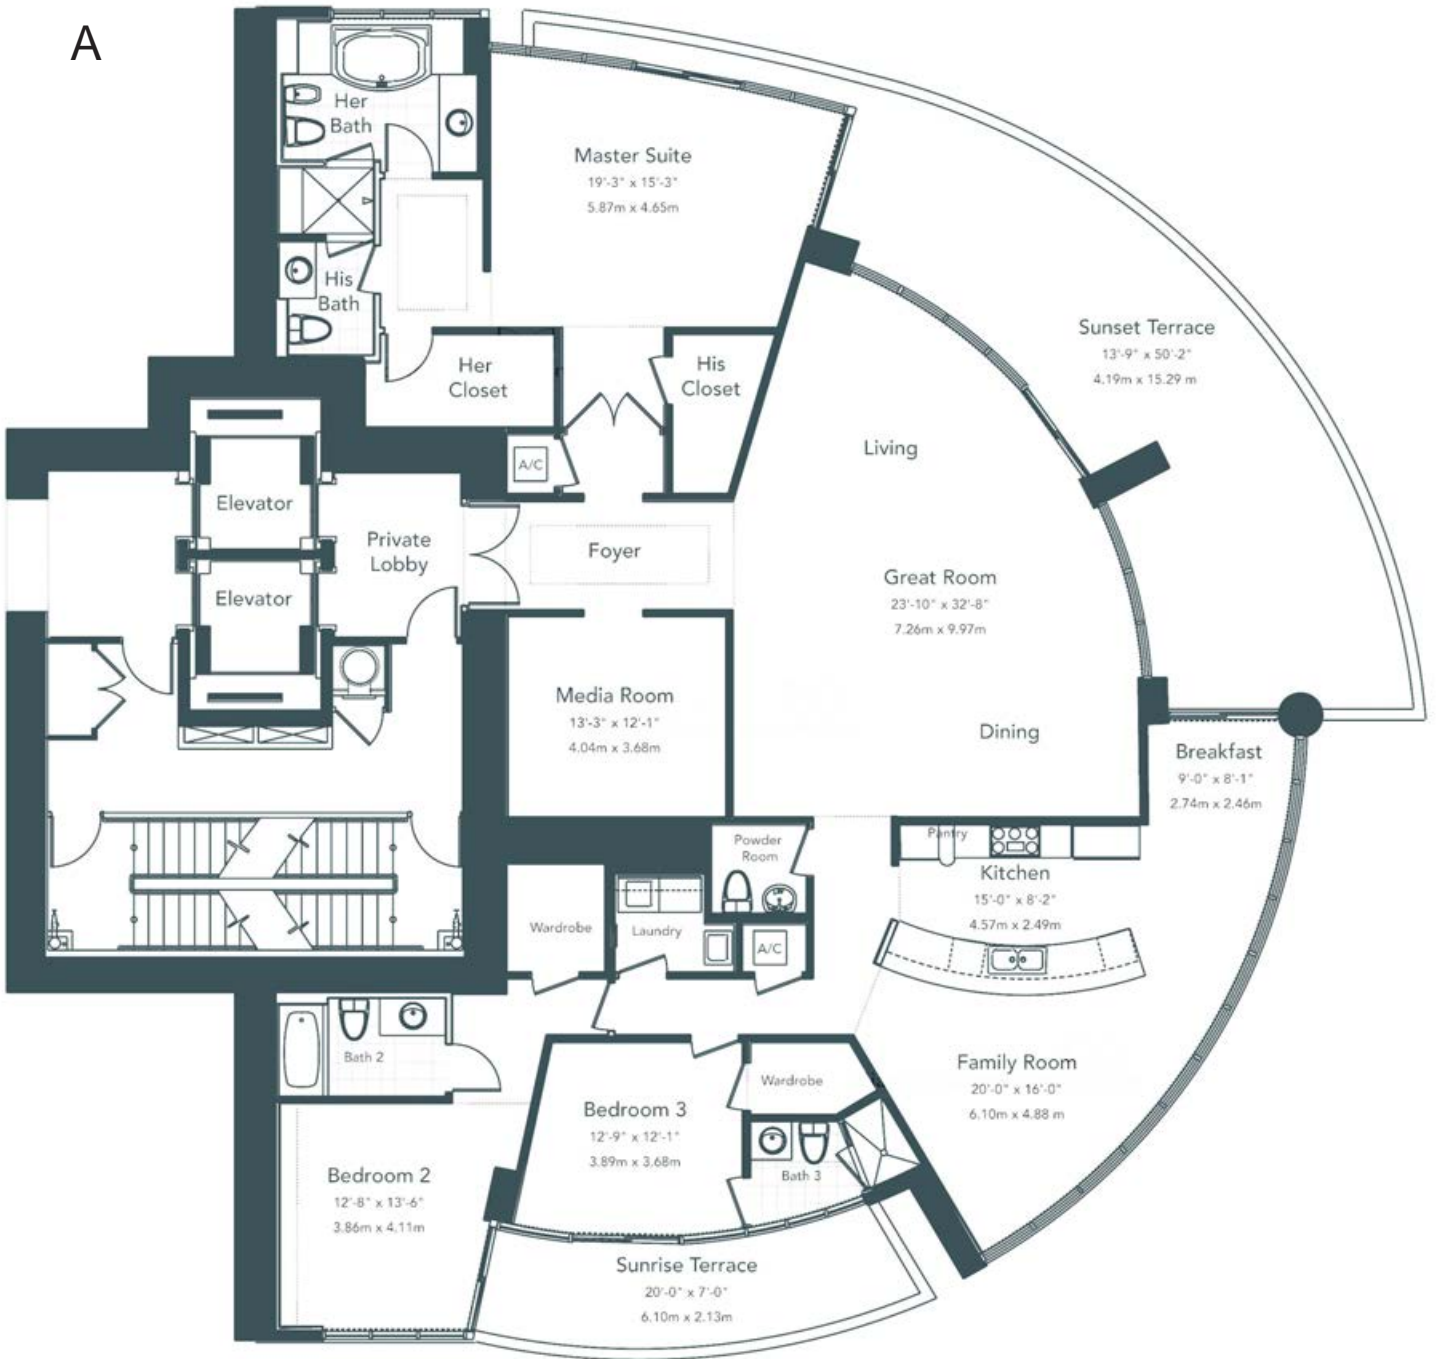 A
Her
Bath
Master Suite
19'-3" x 15'-3"
5.87m x 4.65m
His
Bath
Sunset Terrace
13'-9" x 50'-2"
4.19m x 15.29 m
Her
Closet
His
Closet
Living
A/C
Elevator
Private
Lobby
Foyer
Elevator
Great Room
23'-10" x 32'-8"
7.26m x 9.97m
Media Room
13'-3" x 12'-1"
4.04m x 3.68m
Dining
Breakfast
9'-0" x 8'-1"
2.74m x 2.46m
Powder
Room
Pantry
Kitchen
15'-0" x 8'-2"
4.57m x 2.49m
Wardrobe
Laundry
A/C
Bath 2
Family Room
20'-0" x 16'-0"
6.10m x 4.88 m
Wardrobe
Bedroom 3
12'-9" x 12'-1"
3.89m x 3.68m
Bath 3
Bedroom 2
12'-8" x 13'-6"
3.86m x 4.11m
Sunrise Terrace
20'-0" x 7'-0"
6.10m x 2.13m